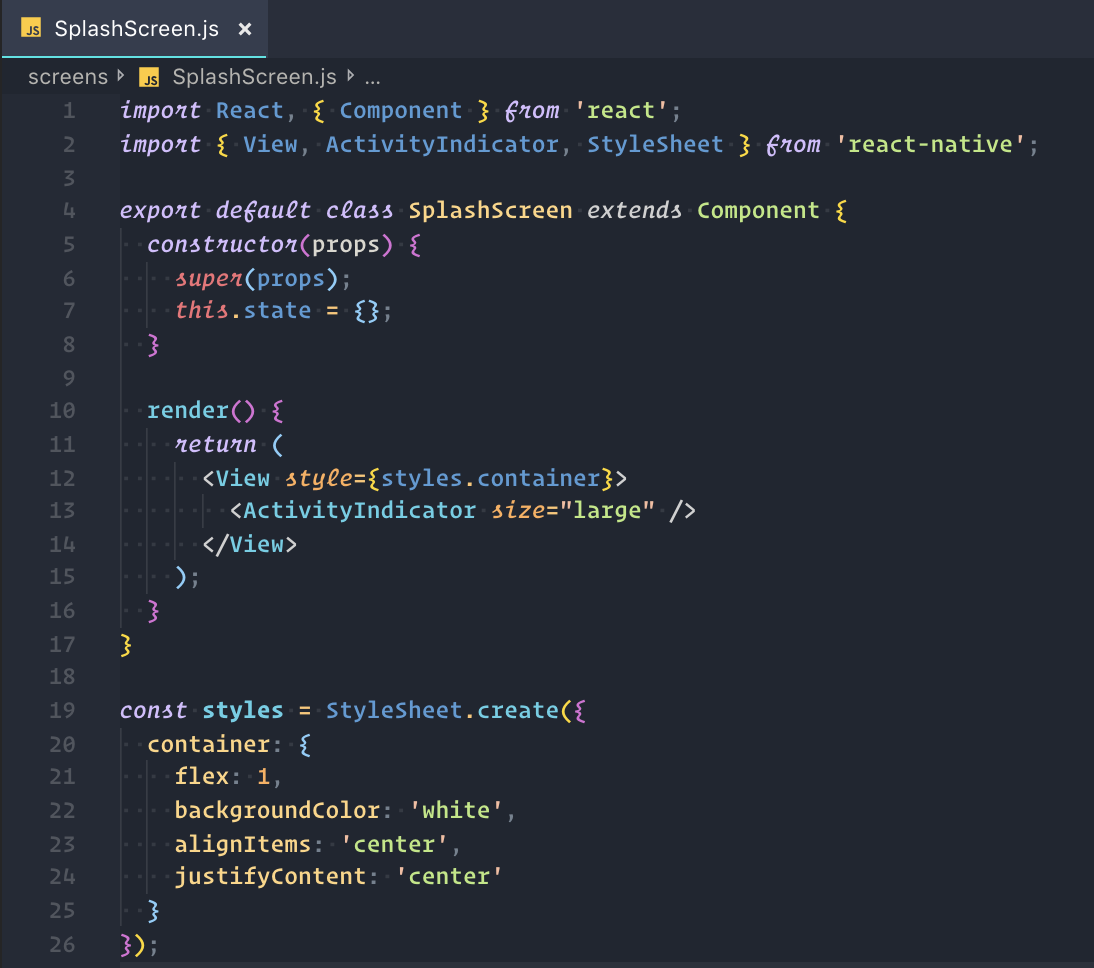 JS SplashScreen.js ×
screens JS SplashScreen.js ...
1 import React, { Component } from 'react';
2 import { View, ActivityIndicator, StyleSheet } from 'react-native';
3
4 export default class SplashScreen extends Component {
5   constructor(props) {
6     super(props);
7     this.state = {};
8   }
9
10   render() {
11     return (
12       <View style={styles.container}>
13         <ActivityIndicator size="large" />
14       </View>
15     );
16   }
17 }
18
19 const styles = StyleSheet.create({
20   container: {
21     flex: 1,
22     backgroundColor: 'white',
23     alignItems: 'center',
24     justifyContent: 'center'
25   }
26 });